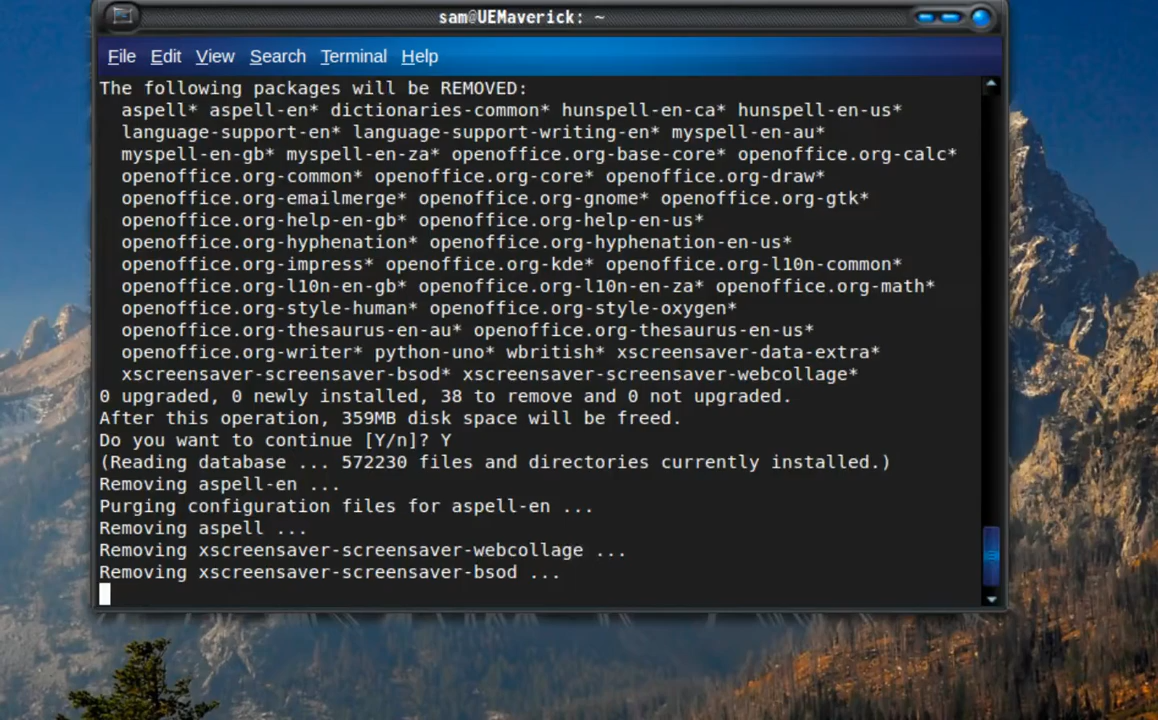 sam@UEMaverick: ~
File Edit View Search Terminal Help
The following packages will be REMOVED:
aspell* aspell-en* dictionaries-common* hunspell-en-ca* hunspell-en-us*
language-support-en* language-support-writing-en* myspell-en-au*
myspell-en-gb* myspell-en-za* openoffice.org-base-core* openoffice.org-calc*
openoffice.org-common* openoffice.org-core* openoffice.org-draw*
openoffice.org-emailmerge* openoffice.org-gnome* openoffice.org-gtk*
openoffice.org-help-en-gb* openoffice.org-help-en-us*
openoffice.org-hyphenation* openoffice.org-hyphenation-en-us*
openoffice.org-impress* openoffice.org-kde* openoffice.org-l10n-common*
openoffice.org-l10n-en-gb* openoffice.org-l10n-en-za* openoffice.org-math*
openoffice.org-style-human* openoffice.org-style-oxygen*
openoffice.org-thesaurus-en-au* openoffice.org-thesaurus-en-us*
openoffice.org-writer* python-uno* wbritish* xscreensaver-data-extra*
xscreensaver-screensaver-bsod* xscreensaver-screensaver-webcollage*
0 upgraded, 0 newly installed, 38 to remove and 0 not upgraded.
After this operation, 359MB disk space will be freed.
Do you want to continue [Y/n]? Y
(Reading database ... 572230 files and directories currently installed.)
Removing aspell-en ...
Purging configuration files for aspell-en ...
Removing aspell ...
Removing xscreensaver-screensaver-webcollage ...
Removing xscreensaver-screensaver-bsod ...